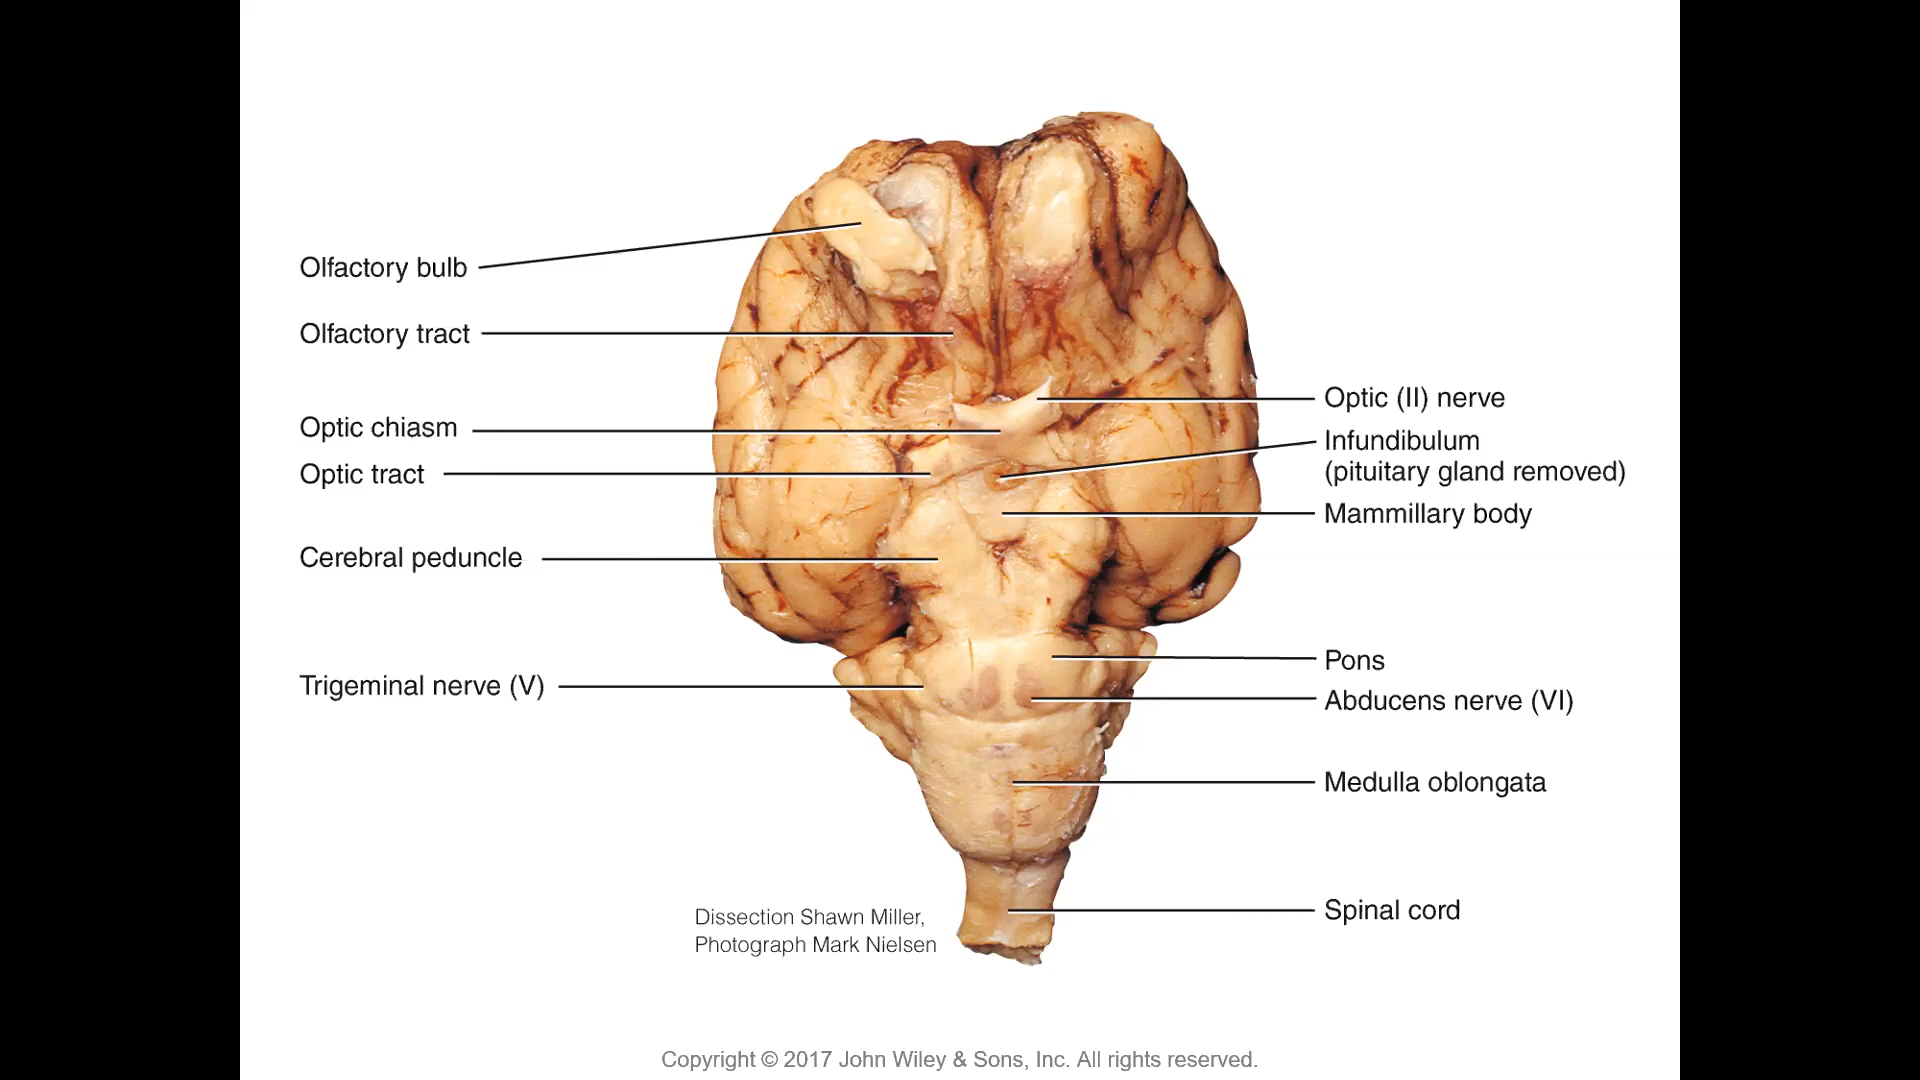 Olfactory bulb
Olfactory tract
Optic chiasm
Optic tract
Cerebral peduncle
Trigeminal nerve (V)
Optic (II) nerve
Infundibulum
(pituitary gland removed)
Mammillary body
Pons
Abducens nerve (VI)
Medulla oblongata
Spinal cord
Dissection Shawn Miller,
Photograph Mark Nielsen
Copyright © 2017 John Wiley & Sons, Inc. All rights reserved.